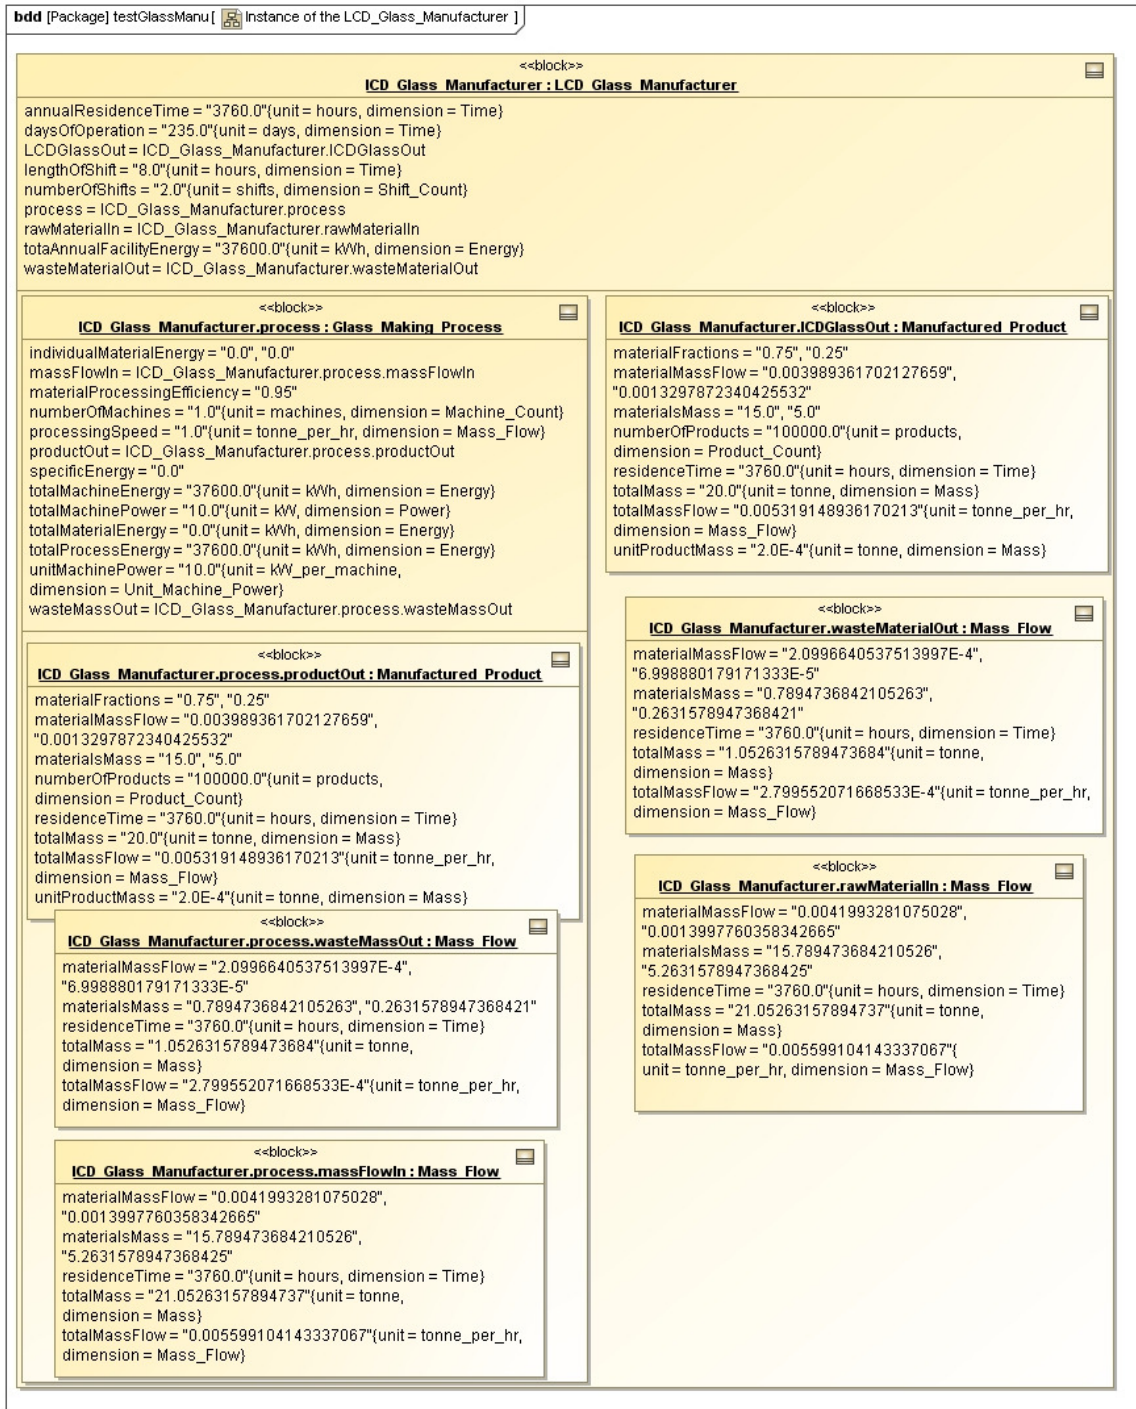 bdd [Package] testGlassManu[ Instance of the LCD_Glass_Manufacturer ]
<<block>>
lCD_Glass_Manufacturer : LCD_Glass_Manufacturer
annualResidenceTime = "3760.0"{unit = hours, dimension = Time}
daysOfOperation = "235.0"{unit = days, dimension = Time}
LCDGlassOut = lCD_Glass_Manufacturer.lCDGlassOut
lengthOfShift = "8.0"{unit = hours, dimension = Time}
numberOfShifts = "2.0"{unit = shifts, dimension = Shift_Count}
process = lCD_Glass_Manufacturer.process
rawMaterialIn = lCD_Glass_Manufacturer.rawMaterialIn
totaAnnualFacilityEnergy = "37600.0"{unit = kWh, dimension = Energy}
wasteMaterialOut = lCD_Glass_Manufacturer.wasteMaterialOut
<<block>>
lCD_Glass_Manufacturer.process : Glass_Making_Process
individualMaterialEnergy = "0.0", "0.0"
massFlowIn = lCD_Glass_Manufacturer.process.massFlowIn
materialProcessingEfficiency = "0.95"
numberOfMachines = "1.0"{unit = machines, dimension = Machine_Count}
processingSpeed = "1.0"{unit = tonne_per_hr, dimension = Mass_Flow}
productOut = lCD_Glass_Manufacturer.process.productOut
specificEnergy = "0.0"
totalMachineEnergy = "37600.0"{unit = kWh, dimension = Energy}
totalMachinePower = "10.0"{unit = kW, dimension = Power}
totalMaterialEnergy = "0.0"{unit = kWh, dimension = Energy}
totalProcessEnergy = "37600.0"{unit = kWh, dimension = Energy}
unitMachinePower = "10.0"{unit = kW_per_machine,
dimension = Unit_Machine_Power}
wasteMassOut = lCD_Glass_Manufacturer.process.wasteMassOut
<<block>>
lCD_Glass_Manufacturer.process.productOut : Manufactured_Product
materialFractions = "0.75", "0.25"
materialMassFlow = "0.003989361702127659",
"0.0013297872340425532"
materialsMass = "15.0", "5.0"
numberOfProducts = "100000.0"{unit = products,
dimension = Product_Count}
residenceTime = "3760.0"{unit = hours, dimension = Time}
totalMass = "20.0"{unit = tonne, dimension = Mass}
totalMassFlow = "0.005319148936170213"{unit = tonne_per_hr,
dimension = Mass_Flow}
unitProductMass = "2.0E-4"{unit = tonne, dimension = Mass}
<<block>>
lCD_Glass_Manufacturer.process.wasteMassOut : Mass_Flow
materialMassFlow = "2.0996640537513997E-4",
"6.998880179171333E-5"
materialsMass = "0.7894736842105263", "0.2631578947368421"
residenceTime = "3760.0"{unit = hours, dimension = Time}
totalMass = "1.0526315789473684"{unit = tonne,
dimension = Mass}
totalMassFlow = "2.799552071668533E-4"{unit = tonne_per_hr,
dimension = Mass_Flow}
<<block>>
lCD_Glass_Manufacturer.process.massFlowIn : Mass_Flow
materialMassFlow = "0.0041993281075028",
"0.0013997760358342665"
materialsMass = "15.789473684210526",
"5.2631578947368425"
residenceTime = "3760.0"{unit = hours, dimension = Time}
totalMass = "21.05263157894737"{unit = tonne,
dimension = Mass}
totalMassFlow = "0.005599104143337067"{unit = tonne_per_hr,
dimension = Mass_Flow}
<<block>>
lCD_Glass_Manufacturer.lCDGlassOut : Manufactured_Product
materialFractions = "0.75", "0.25"
materialMassFlow = "0.003989361702127659",
"0.0013297872340425532"
materialsMass = "15.0", "5.0"
numberOfProducts = "100000.0"{unit = products,
dimension = Product_Count}
residenceTime = "3760.0"{unit = hours, dimension = Time}
totalMass = "20.0"{unit = tonne, dimension = Mass}
totalMassFlow = "0.005319148936170213"{unit = tonne_per_hr,
dimension = Mass_Flow}
unitProductMass = "2.0E-4"{unit = tonne, dimension = Mass}
<<block>>
lCD_Glass_Manufacturer.wasteMaterialOut : Mass_Flow
materialMassFlow = "2.0996640537513997E-4",
"6.998880179171333E-5"
materialsMass = "0.7894736842105263",
"0.2631578947368421"
residenceTime = "3760.0"{unit = hours, dimension = Time}
totalMass = "1.0526315789473684"{unit = tonne,
dimension = Mass}
totalMassFlow = "2.799552071668533E-4"{unit = tonne_per_hr,
dimension = Mass_Flow}
<<block>>
lCD_Glass_Manufacturer.rawMaterialIn : Mass_Flow
materialMassFlow = "0.0041993281075028",
"0.0013997760358342665"
materialsMass = "15.789473684210526",
"5.2631578947368425"
residenceTime = "3760.0"{unit = hours, dimension = Time}
totalMass = "21.05263157894737"{unit = tonne,
dimension = Mass}
totalMassFlow = "0.005599104143337067"{
unit = tonne_per_hr, dimension = Mass_Flow}